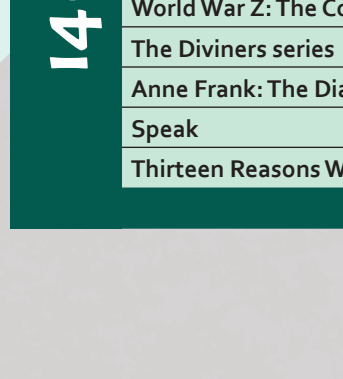 14+
World War Z: The Co
The Diviners series
Anne Frank: The Dia
Speak
Thirteen Reasons W